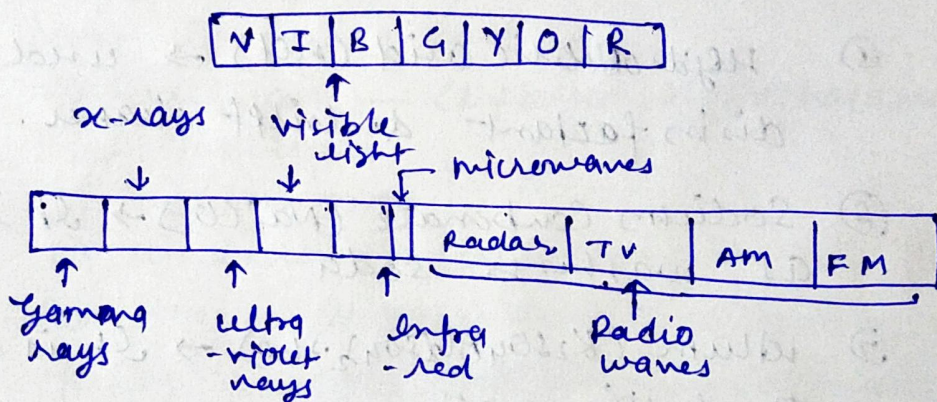 V I B G Y O R
x-rays visible light
microwaves
Radar TV AM FM
Gamma rays ultra-violet rays Infra-red Radio waves